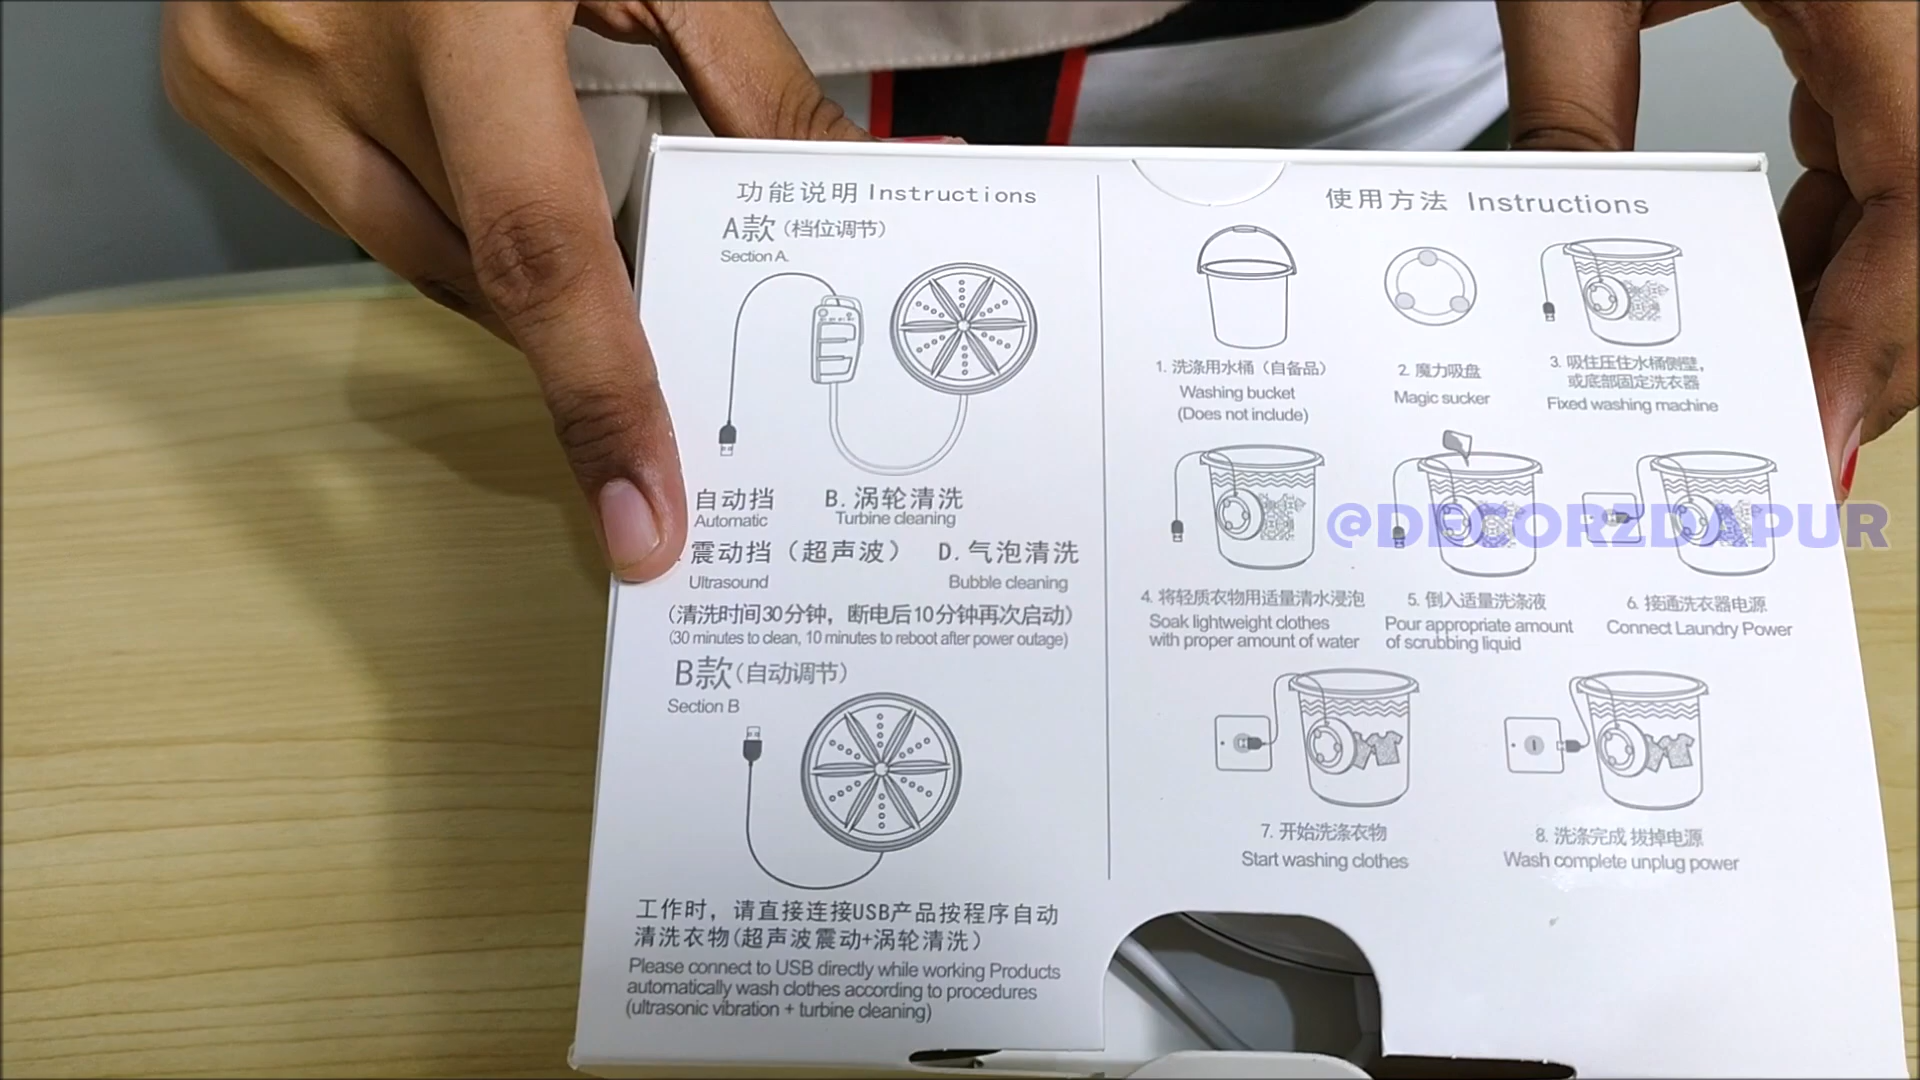 功能说明 Instructions
A款 (档位调节)
Section A.
自动挡 B. 涡轮清洗
Automatic Turbine cleaning
震动挡 (超声波) D. 气泡清洗
Ultrasound Bubble cleaning
(清洗时间30分钟，断电后10分钟再次启动)
(30 minutes to clean, 10 minutes to reboot after power outage)
B款 (自动调节)
Section B
工作时，请直接连接USB产品按程序自动
清洗衣物(超声波震动+涡轮清洗)
Please connect to USB directly while working Products
automatically wash clothes according to procedures
(ultrasonic vibration + turbine cleaning)
使用方法 Instructions
1. 洗涤用水桶 (自备品)
Washing bucket
(Does not include)
2. 魔力吸盘
Magic sucker
3. 吸住压住水桶侧壁，
或底部固定洗衣器
Fixed washing machine
4. 将轻质衣物用适量清水浸泡
Soak lightweight clothes
with proper amount of water
5. 倒入适量洗涤液
Pour appropriate amount
of scrubbing liquid
6. 接通洗衣器电源
Connect Laundry Power
7. 开始洗涤衣物
Start washing clothes
8. 洗涤完成 拔掉电源
Wash complete unplug power
@DECORZDAPUR